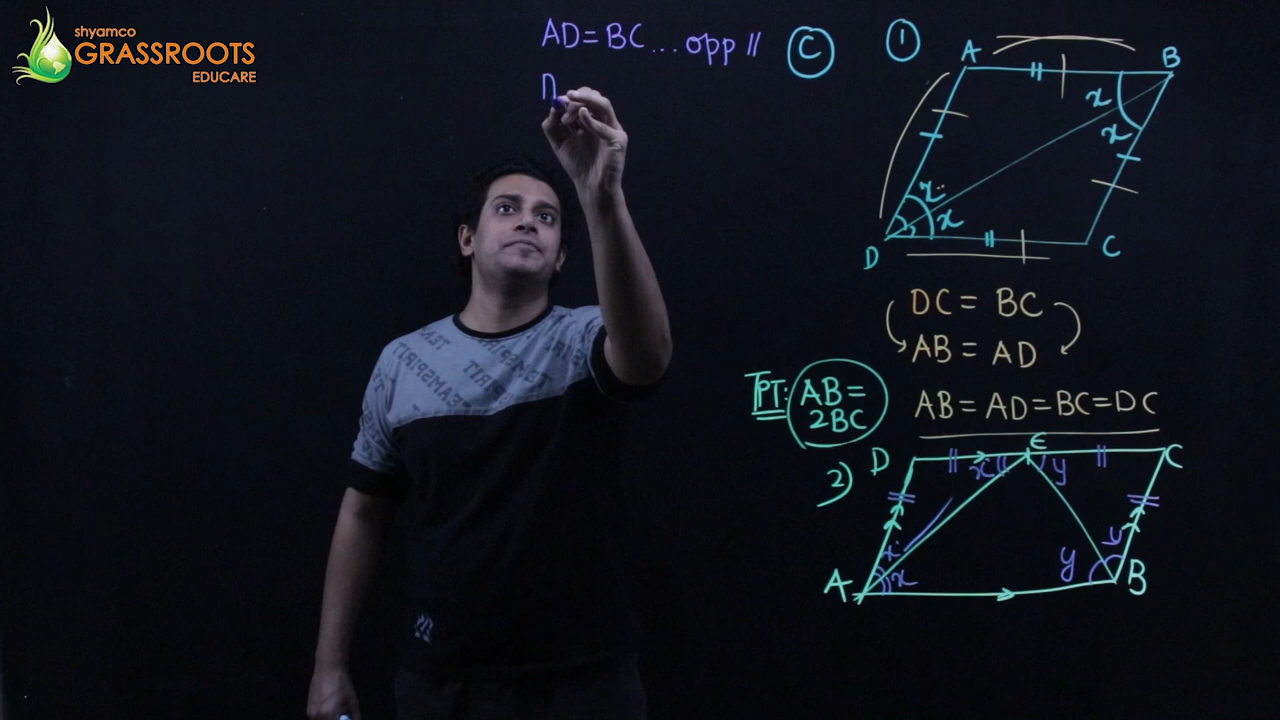 shyamco
GRASSROOTS
EDUCARE
AD = BC ... opp ||
D
C
1
A
B
x
x
x
x
D
C
DC = BC
AB = AD
AB = AD = BC = DC
TPT: AB =
2BC
2)
D
E
C
x
y
x
x
y
y
A
B
TEAMSPIRIT